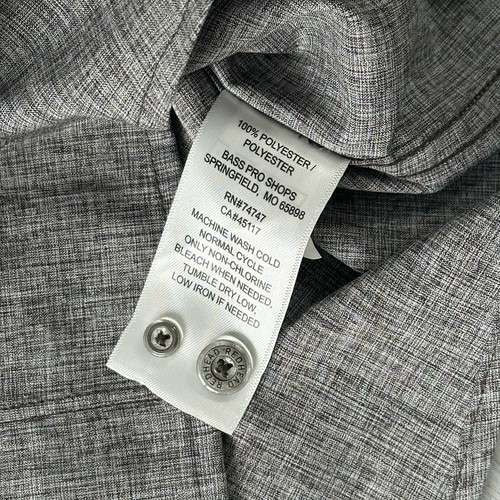 100% POLYESTER /
POLYESTER
BASS PRO SHOPS
SPRINGFIELD, MO 65898
RN#74747
CA#45117
MACHINE WASH COLD
NORMAL CYCLE
ONLY NON-CHLORINE
BLEACH WHEN NEEDED.
TUMBLE DRY LOW.
LOW IRON IF NEEDED
REDHEAD REDHEAD